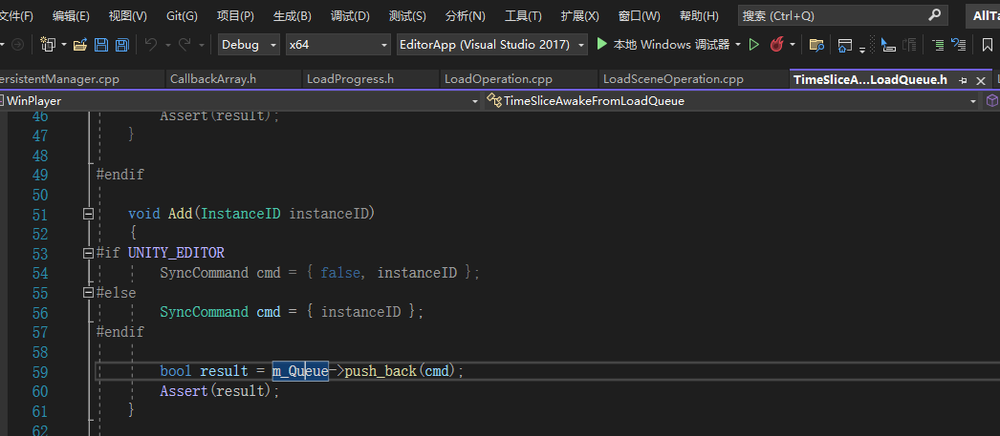 文件(F) 编辑(E) 视图(V) Git(G) 项目(P) 生成(B) 调试(D) 测试(S) 分析(N) 工具(T) 扩展(X) 窗口(W) 帮助(H) 搜索 (Ctrl+Q) AllTa
Debug x64 EditorApp (Visual Studio 2017) 本地 Windows 调试器
ersistentManager.cpp CallbackArray.h LoadProgress.h LoadOperation.cpp LoadSceneOperation.cpp TimeSliceA...LoadQueue.h
WinPlayer TimeSliceAwakeFromLoadQueue
46 Assert(result);
47 }
48
49 #endif
50
51 void Add(InstanceID instanceID)
52 {
53 #if UNITY_EDITOR
54 SyncCommand cmd = { false, instanceID };
55 #else
56 SyncCommand cmd = { instanceID };
57 #endif
58
59 bool result = m_Queue->push_back(cmd);
60 Assert(result);
61 }
62